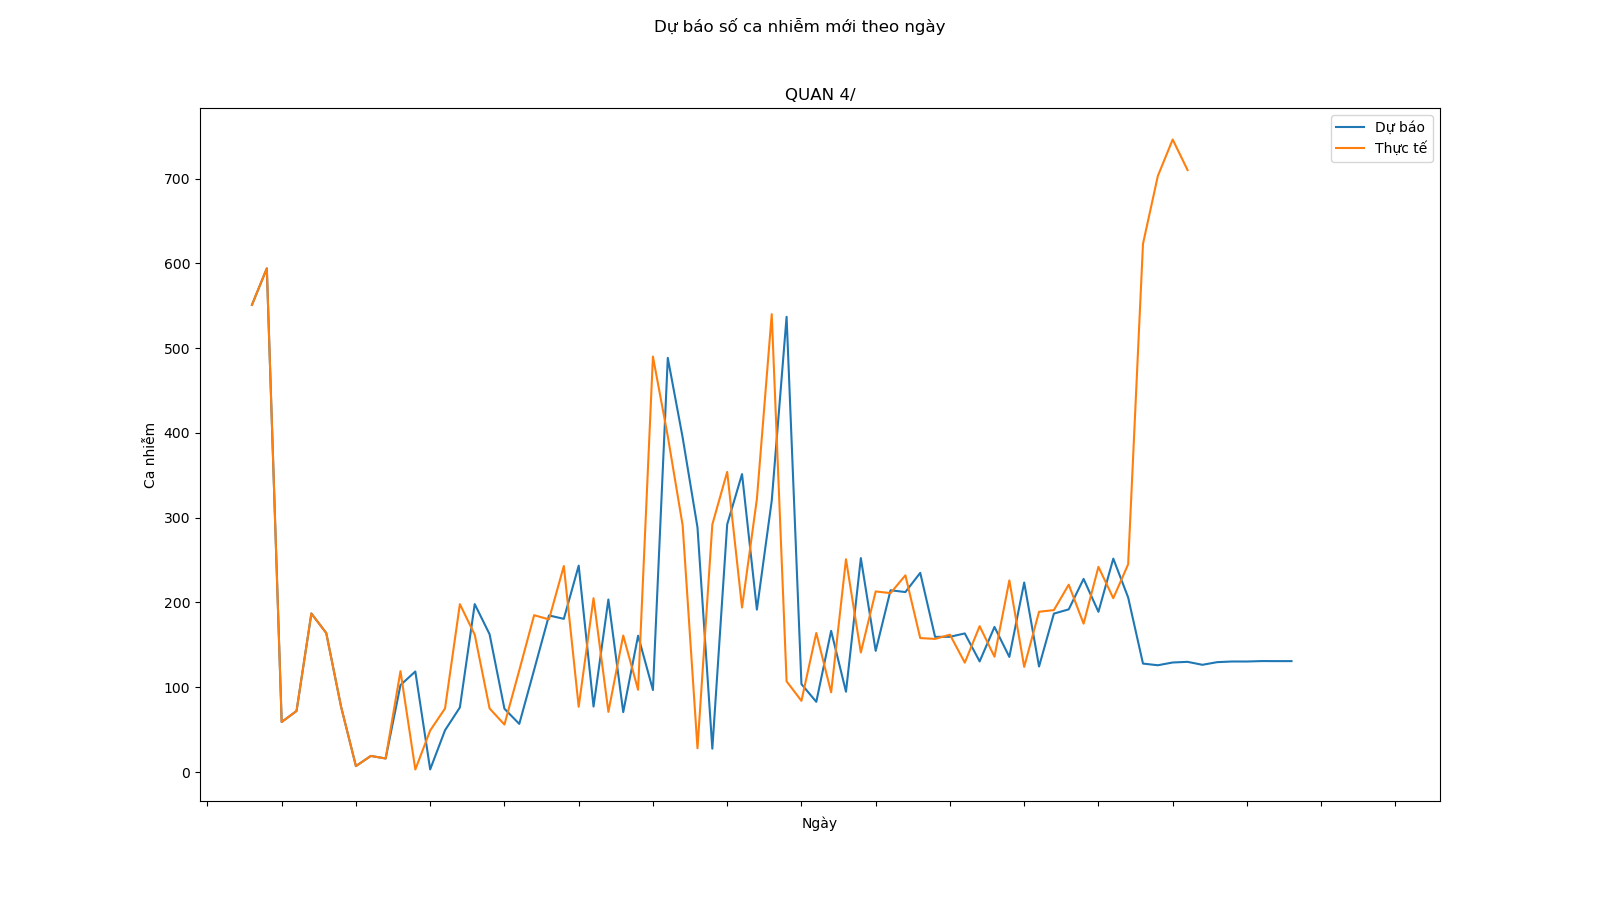 Dự báo số ca nhiễm mới theo ngày
QUAN 4/
Dự báo
Thực tế
700
600
500
400
300
200
100
0
Ca nhiễm
Ngày